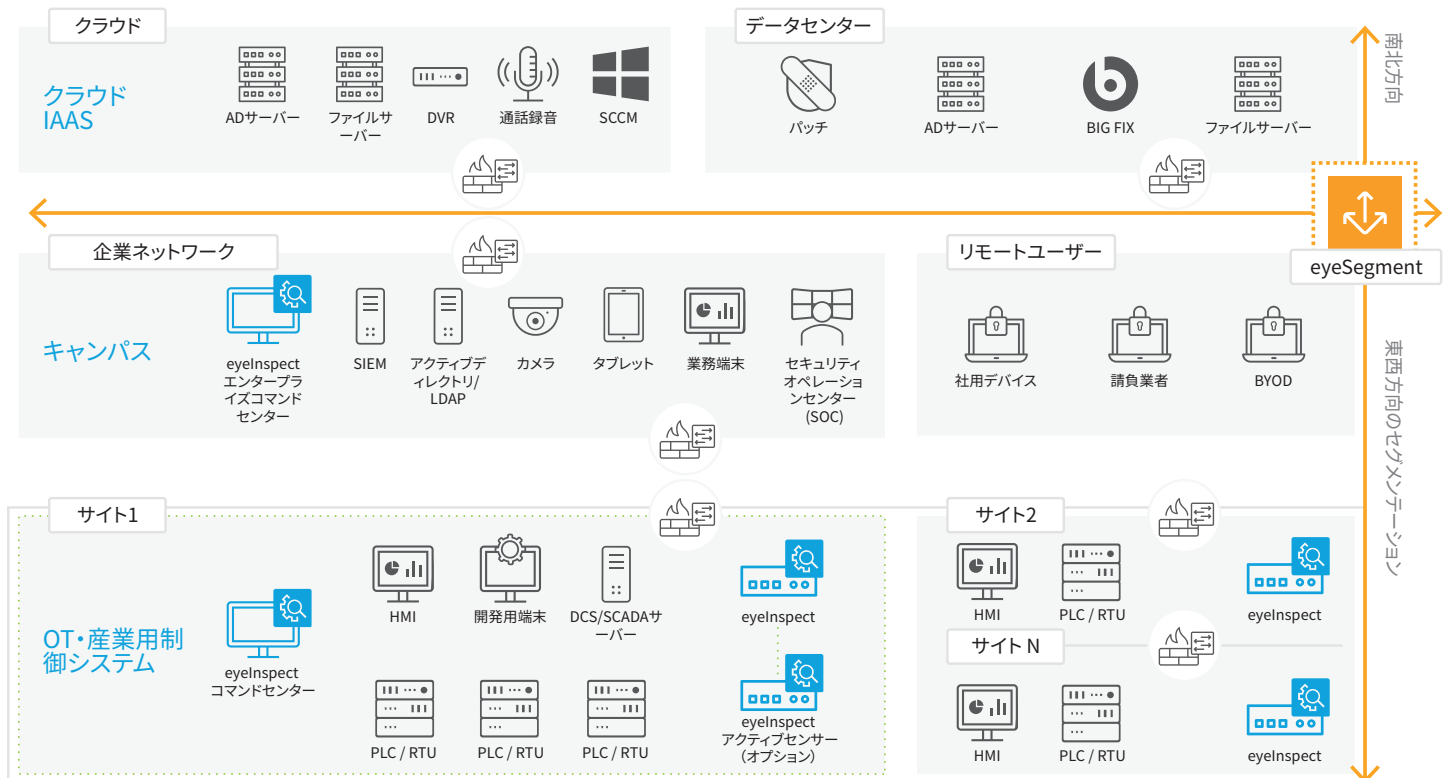 クラウド
データセンター
南北方向
クラウド
IAAS
ADサーバー
ファイルサ
ーバー
DVR
通話録音
SCCM
パッチ
ADサーバー
BIG FIX
ファイルサーバー
eyeSegment
東西方向のセグメンテーション
企業ネットワーク
リモートユーザー
キャンパス
eyeInspect
エンタープラ
イズコマンド
センター
SIEM
アクティブデ
ィレクトリ/
LDAP
カメラ
タブレット
業務端末
セキュリティ
オペレーショ
ンセンター
(SOC)
社用デバイス
請負業者
BYOD
サイト1
OT・産業用制
御システム
eyeInspect
コマンドセンター
HMI
開発用端末
DCS/SCADAサ
ーバー
eyeInspect
PLC / RTU
PLC / RTU
PLC / RTU
eyeInspect
アクティブセンサー
（オプション）
サイト2
HMI
PLC / RTU
eyeInspect
サイト N
HMI
PLC / RTU
eyeInspect